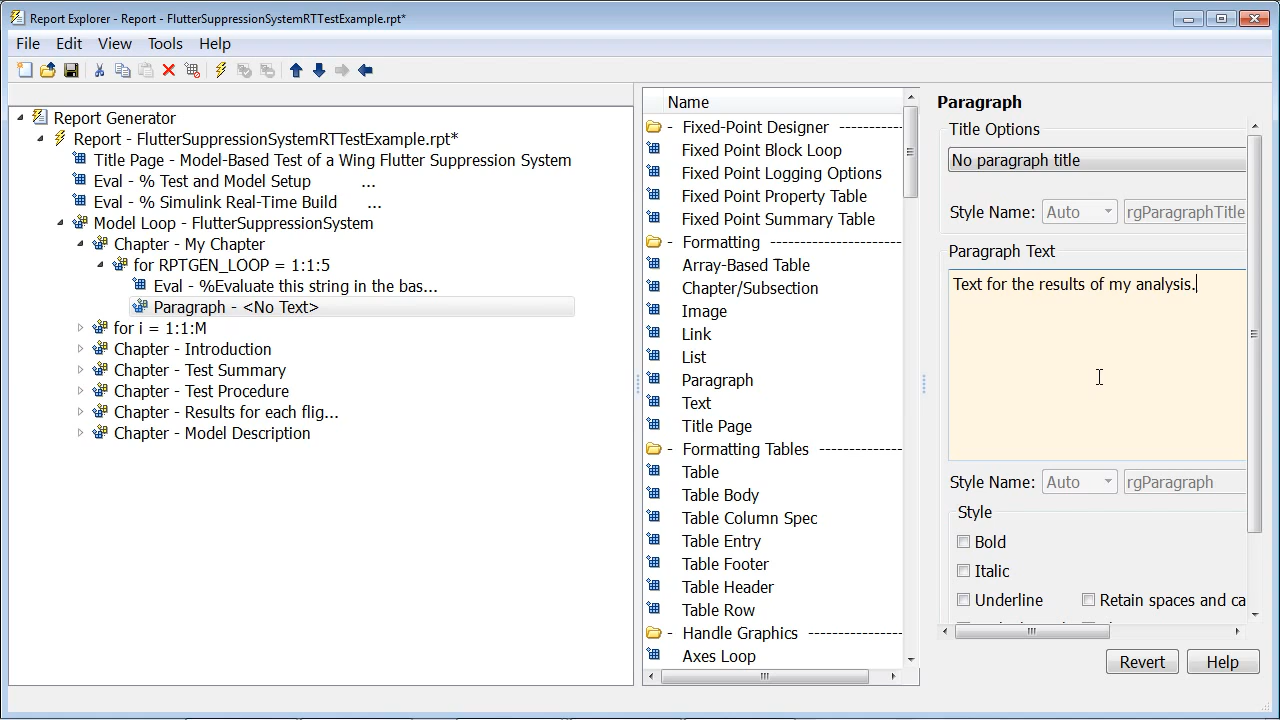 Report Explorer - Report - FlutterSuppressionSystemRTTestExample.rpt*
File Edit View Tools Help
Report Generator
Report - FlutterSuppressionSystemRTTestExample.rpt*
Title Page - Model-Based Test of a Wing Flutter Suppression System
Eval - % Test and Model Setup ...
Eval - % Simulink Real-Time Build ...
Model Loop - FlutterSuppressionSystem
Chapter - My Chapter
for RPTGEN_LOOP = 1:1:5
Eval - %Evaluate this string in the bas...
Paragraph - <No Text>
for i = 1:1:M
Chapter - Introduction
Chapter - Test Summary
Chapter - Test Procedure
Chapter - Results for each flig...
Chapter - Model Description
Name
- Fixed-Point Designer ----------
Fixed Point Block Loop
Fixed Point Logging Options
Fixed Point Property Table
Fixed Point Summary Table
- Formatting --------------------
Array-Based Table
Chapter/Subsection
Image
Link
List
Paragraph
Text
Title Page
- Formatting Tables -------------
Table
Table Body
Table Column Spec
Table Entry
Table Footer
Table Header
Table Row
- Handle Graphics ---------------
Axes Loop
Paragraph
Title Options
No paragraph title
Style Name: Auto rgParagraphTitle
Paragraph Text
Text for the results of my analysis.
Style Name: Auto rgParagraph
Style
Bold
Italic
Underline Retain spaces and ca
Revert Help